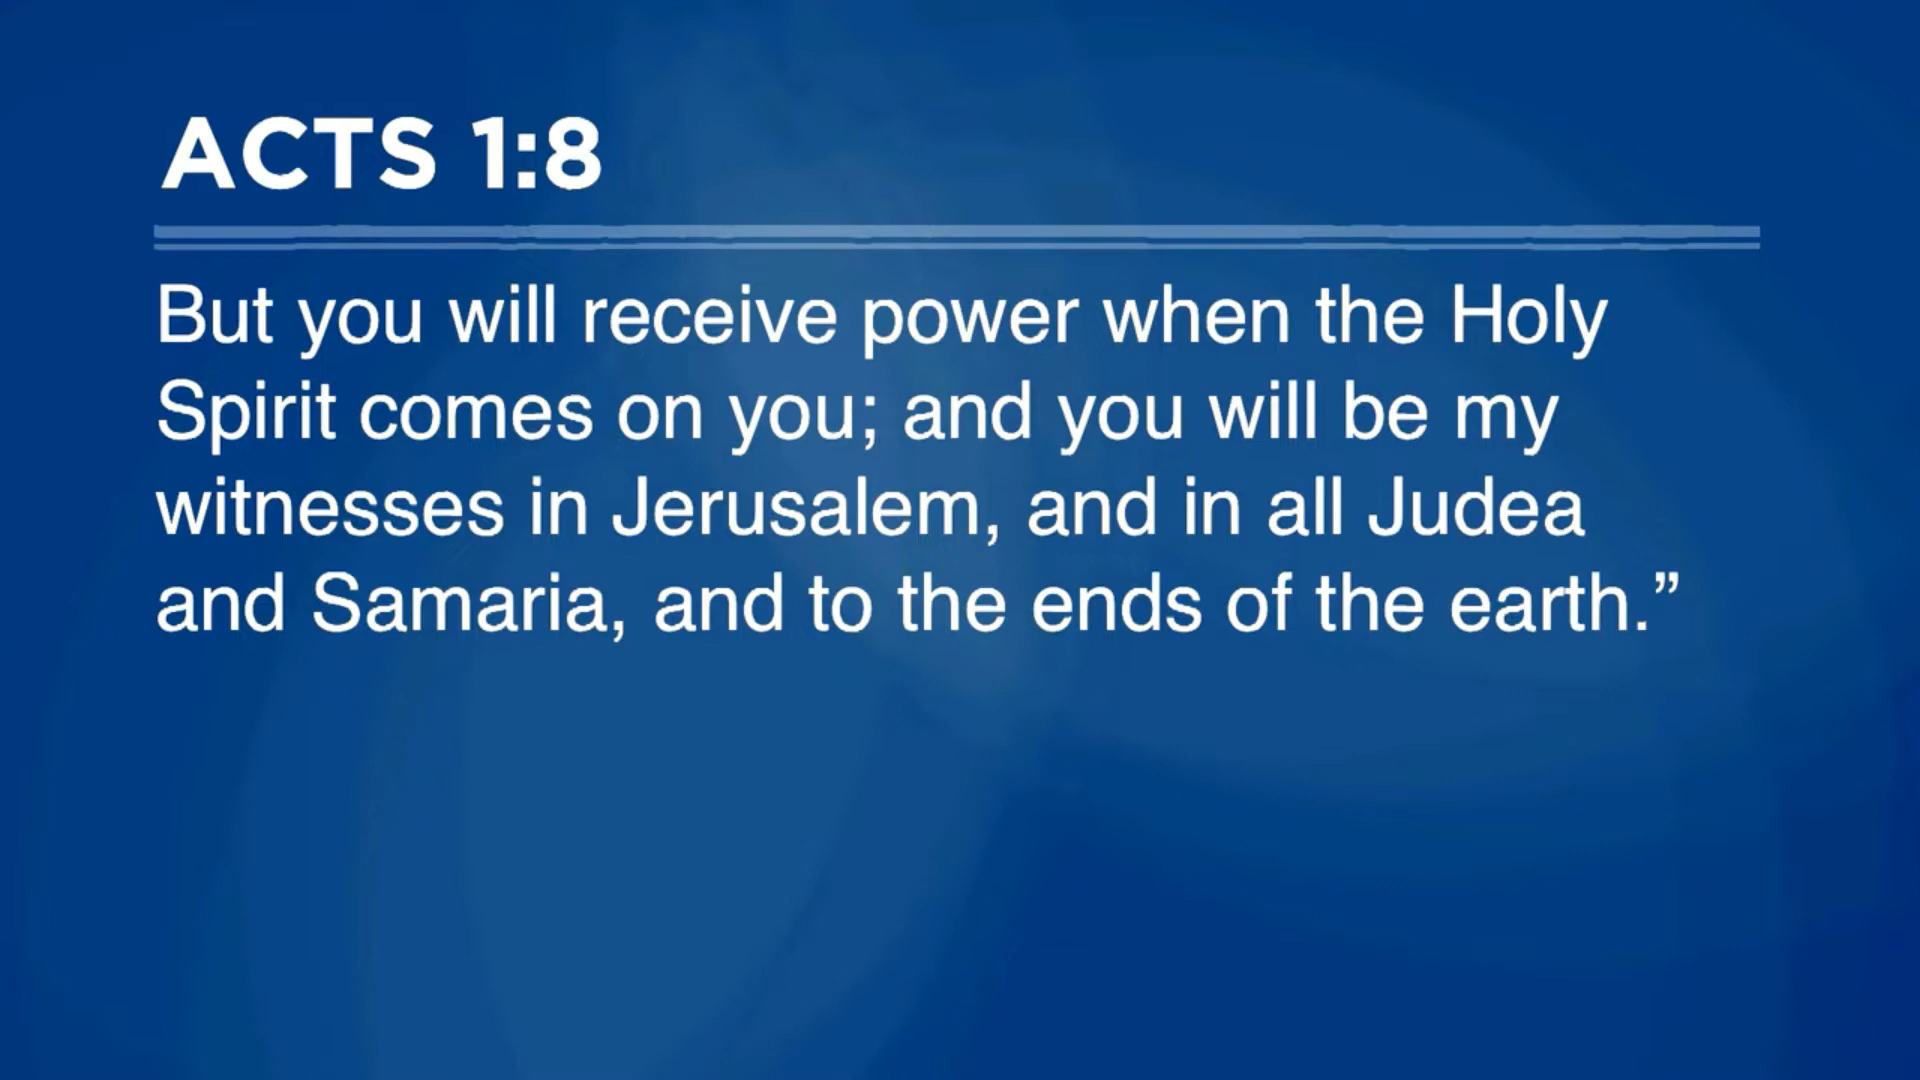 ACTS 1:8
But you will receive power when the Holy
Spirit comes on you; and you will be my
witnesses in Jerusalem, and in all Judea
and Samaria, and to the ends of the earth.”